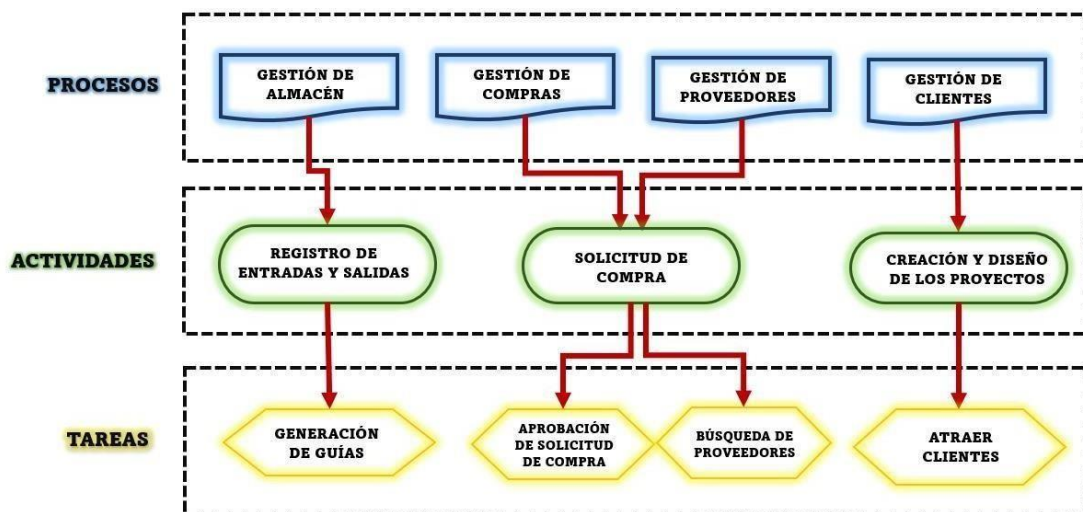 PROCESOS
GESTIÓN DE
ALMACÉN
GESTIÓN DE
COMPRAS
GESTIÓN DE
PROVEEDORES
GESTIÓN DE
CLIENTES
ACTIVIDADES
REGISTRO DE
ENTRADAS Y SALIDAS
SOLICITUD DE
COMPRA
CREACIÓN Y DISEÑO
DE LOS PROYECTOS
TAREAS
GENERACIÓN
DE GUÍAS
APROBACIÓN
DE SOLICITUD
DE COMPRA
BÚSQUEDA DE
PROVEEDORES
ATRAER
CLIENTES